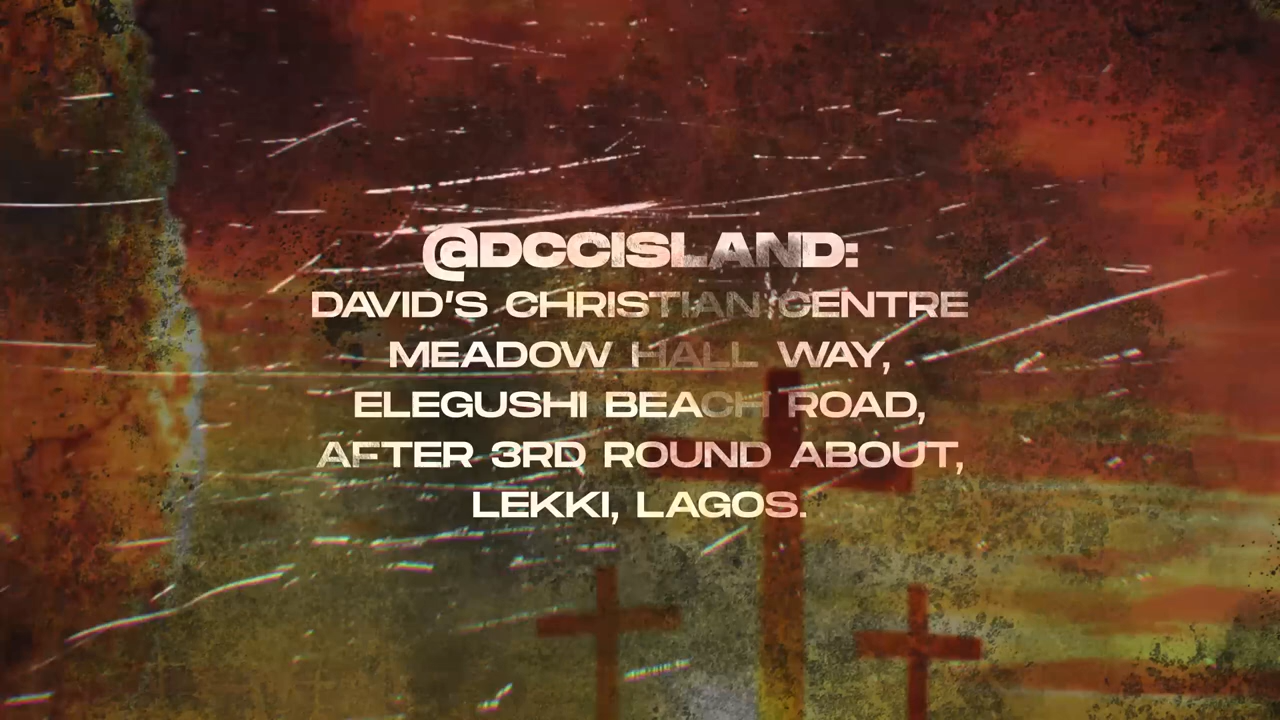 @DCCISLAND:
DAVID'S CHRISTIAN CENTRE
MEADOW HALL WAY,
ELEGUSHI BEACH ROAD,
AFTER 3RD ROUND ABOUT,
LEKKI, LAGOS.